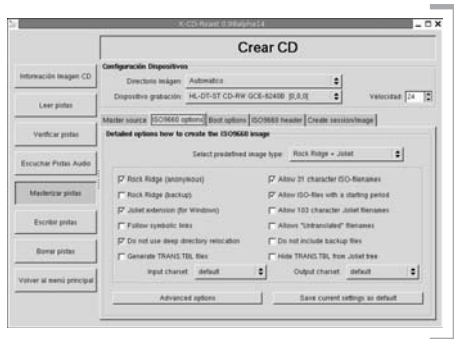 X-CD-Roast 0.98alpha14
Crear CD
Configuración Dispositivos
Directorio Imágen: Automático
Dispositivo grabación: HL-DT-ST CD-RW GCE-8240B [0,0,0] Velocidad: 24
Información Imagen CD
Leer pistas
Verificar pistas
Escuchar Pistas Audio
Masterizar pistas
Escribir pistas
Borrar pistas
Volver al menú principal
Master source ISO9660 options Boot options ISO9660 header Create session/image
Detailed options how to create the ISO9660 image
Select predefined image type: Rock Ridge + Joliet
Rock Ridge (anonymous) Allow 31 character ISO-filenames
Rock Ridge (backup) Allow ISO-files with a starting period
Joliet extension (for Windows) Allow 103 character Joliet filenames
Follow symbolic links Allows "Untranslated" filenames
Do not use deep directory relocation Do not include backup files
Generate TRANS.TBL files Hide TRANS.TBL from Joliet tree
Input charset: default Output charset: default
Advanced options Save current settings as default